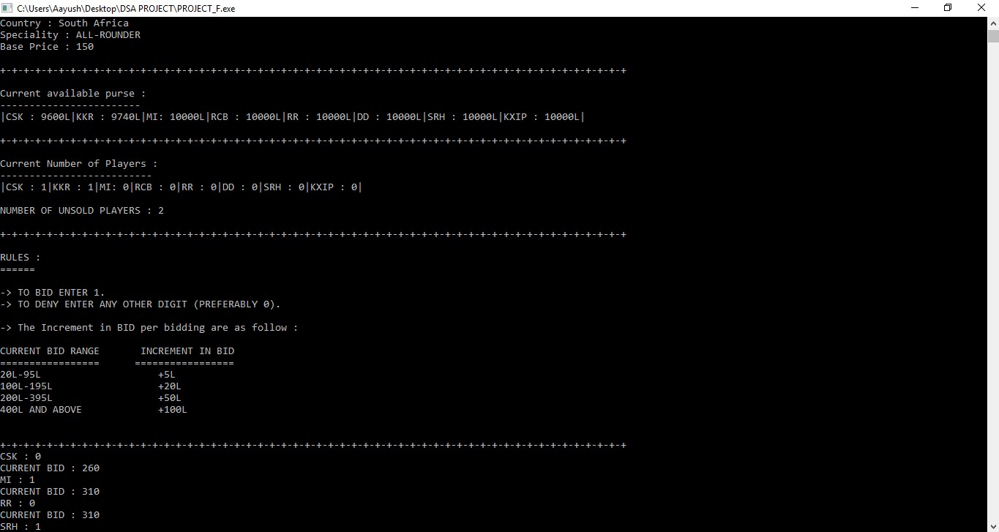 C:\Users\Aayush\Desktop\DSA PROJECT\PROJECT_F.exe
Country : South Africa
Speciality : ALL-ROUNDER
Base Price : 150
+-+-+-+-+-+-+-+-+-+-+-+-+-+-+-+-+-+-+-+-+-+-+-+-+-+-+-+-+-+-+-+-+-+-+-+-+-+-+-+-+-+-+-+-+-+-+-+-+-+-+-+-+-+
Current available purse :
------------------------
|CSK : 9600L|KKR : 9740L|MI: 10000L|RCB : 10000L|RR : 10000L|DD : 10000L|SRH : 10000L|KXIP : 10000L|
+-+-+-+-+-+-+-+-+-+-+-+-+-+-+-+-+-+-+-+-+-+-+-+-+-+-+-+-+-+-+-+-+-+-+-+-+-+-+-+-+-+-+-+-+-+-+-+-+-+-+-+-+-+
Current Number of Players :
--------------------------
|CSK : 1|KKR : 1|MI: 0|RCB : 0|RR : 0|DD : 0|SRH : 0|KXIP : 0|
NUMBER OF UNSOLD PLAYERS : 2
+-+-+-+-+-+-+-+-+-+-+-+-+-+-+-+-+-+-+-+-+-+-+-+-+-+-+-+-+-+-+-+-+-+-+-+-+-+-+-+-+-+-+-+-+-+-+-+-+-+-+-+-+-+
RULES :
======
-> TO BID ENTER 1.
-> TO DENY ENTER ANY OTHER DIGIT (PREFERABLY 0).
-> The Increment in BID per bidding are as follow :
CURRENT BID RANGE       INCREMENT IN BID
=================      =================
20L-95L                    +5L
100L-195L                  +20L
200L-395L                  +50L
400L AND ABOVE             +100L
+-+-+-+-+-+-+-+-+-+-+-+-+-+-+-+-+-+-+-+-+-+-+-+-+-+-+-+-+-+-+-+-+-+-+-+-+-+-+-+-+-+-+-+-+-+-+-+-+-+-+-+-+-+
CSK : 0
CURRENT BID : 260
MI : 1
CURRENT BID : 310
RR : 0
CURRENT BID : 310
SRH : 1